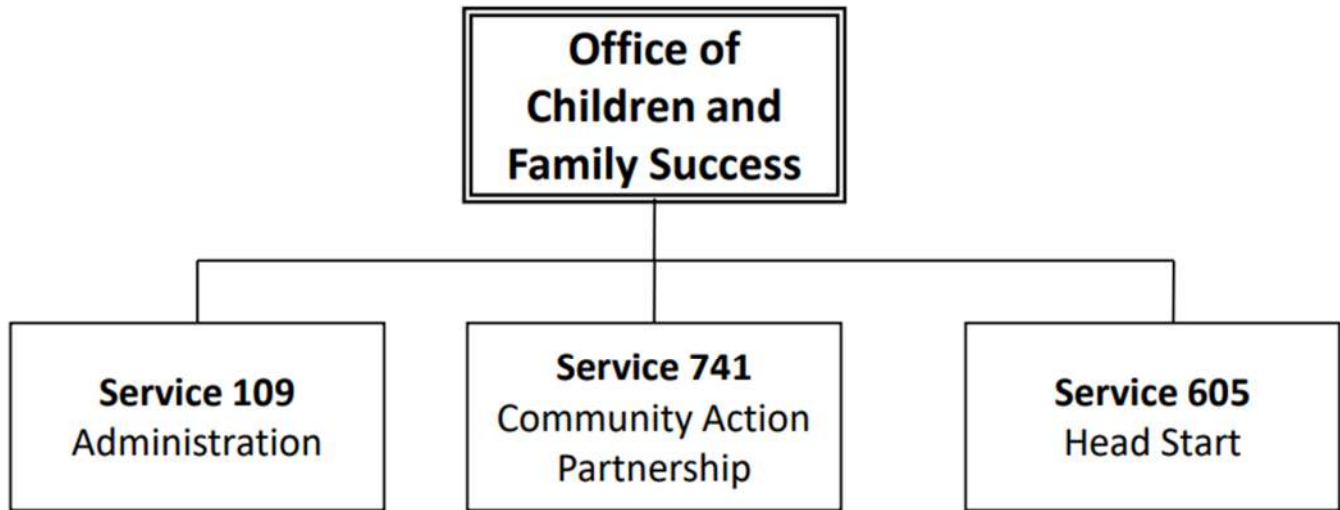 Office of
Children and
Family Success
Service 109
Administration
Service 741
Community Action
Partnership
Service 605
Head Start